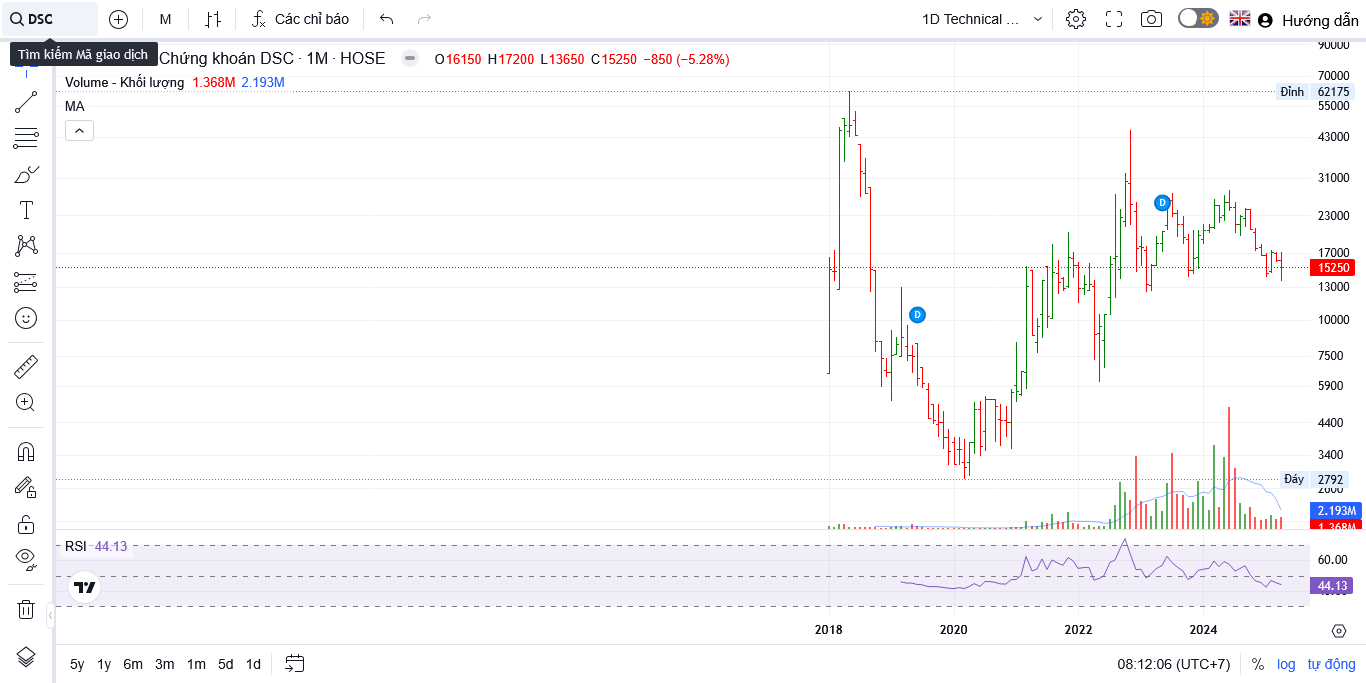 DSC
M
Các chỉ báo
1D Technical ...
Hướng dẫn
Tìm kiếm Mã giao dịch
Chứng khoán DSC · 1M · HOSE
O16150 H17200 L13650 C15250 −850 (−5.28%)
Volume - Khối lượng 1.368M 2.193M
MA
90000
70000
Đỉnh 62175
55000
43000
31000
D
23000
17000
15250
13000
D
10000
7500
5900
4400
3400
Đáy 2792
2600
2.193M
1.368M
RSI 44.13
60.00
44.13
2018 2020 2022 2024
5y 1y 6m 3m 1m 5d 1d
08:12:06 (UTC+7) % log tự động